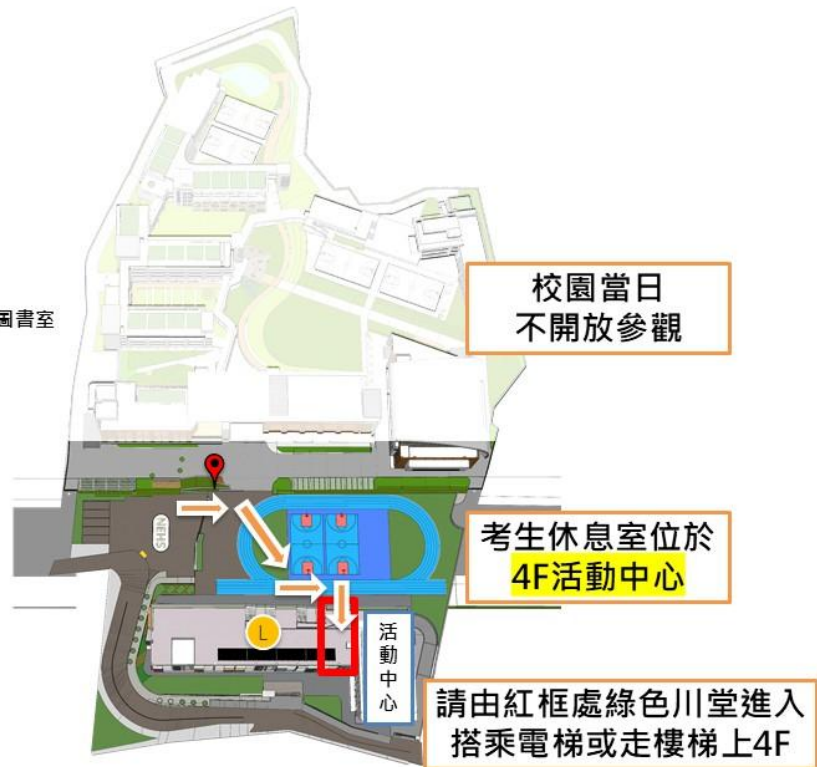 校園當日
不開放參觀
圖書室
NEHS
考生休息室位於
4F活動中心
L
活動中心
請由紅框處綠色川堂進入
搭乘電梯或走樓梯上4F